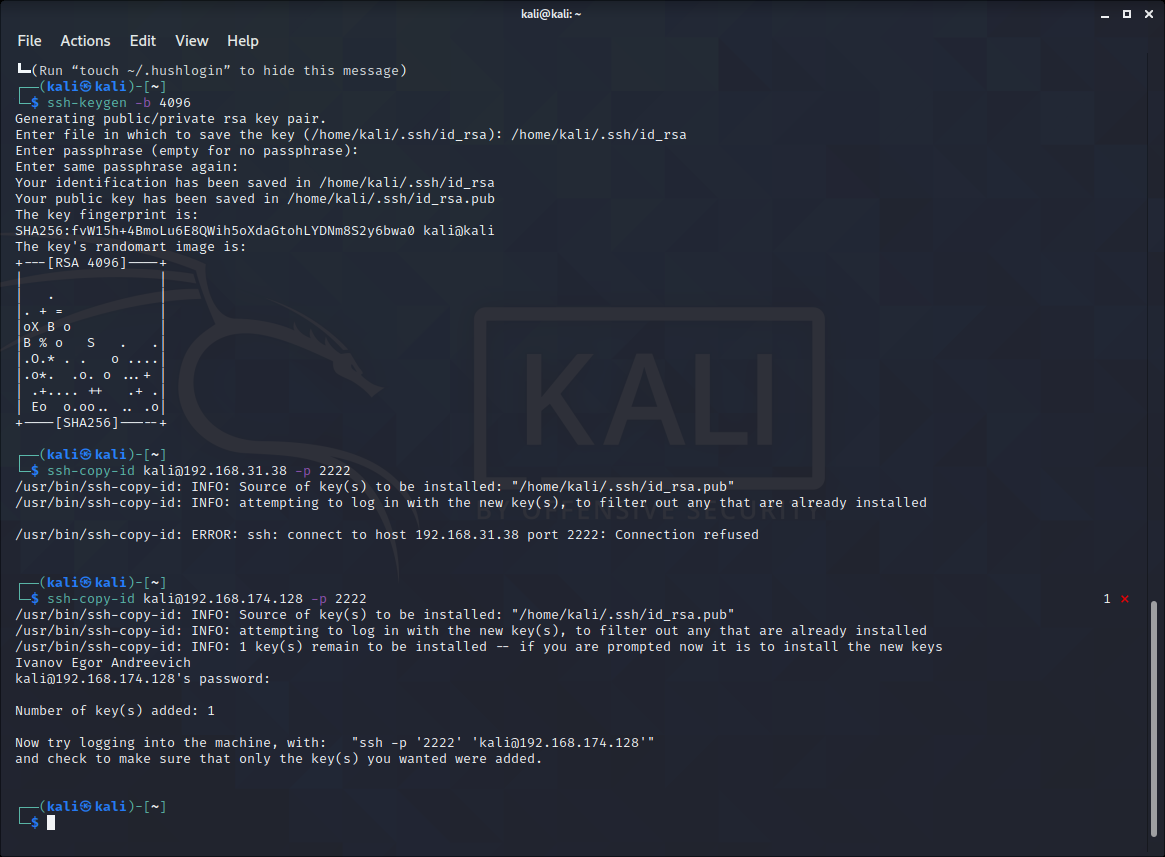 kali@kali: ~
File Actions Edit View Help
┗━(Run “touch ~/.hushlogin” to hide this message)
┌──(kali㉿kali)-[~]
└─$ ssh-keygen -b 4096
Generating public/private rsa key pair.
Enter file in which to save the key (/home/kali/.ssh/id_rsa): /home/kali/.ssh/id_rsa
Enter passphrase (empty for no passphrase):
Enter same passphrase again:
Your identification has been saved in /home/kali/.ssh/id_rsa
Your public key has been saved in /home/kali/.ssh/id_rsa.pub
The key fingerprint is:
SHA256:fvW15h+4BmoLu6E8QWih5oXdaGtohLYDNm8S2y6bwa0 kali@kali
The key's randomart image is:
+---[RSA 4096]----+
|                 |
|   .             |
|. + =            |
|oX B o           |
|B % o   S   .   .|
|.O.* . .   o ....|
|.o*.  .o. o ...+ |
| .+.... ++   .+ .|
| Eo  o.oo..  .. .o|
+----[SHA256]-----+
┌──(kali㉿kali)-[~]
└─$ ssh-copy-id kali@192.168.31.38 -p 2222
/usr/bin/ssh-copy-id: INFO: Source of key(s) to be installed: "/home/kali/.ssh/id_rsa.pub"
/usr/bin/ssh-copy-id: INFO: attempting to log in with the new key(s), to filter out any that are already installed
/usr/bin/ssh-copy-id: ERROR: ssh: connect to host 192.168.31.38 port 2222: Connection refused
┌──(kali㉿kali)-[~]
└─$ ssh-copy-id kali@192.168.174.128 -p 2222 1 ⨯
/usr/bin/ssh-copy-id: INFO: Source of key(s) to be installed: "/home/kali/.ssh/id_rsa.pub"
/usr/bin/ssh-copy-id: INFO: attempting to log in with the new key(s), to filter out any that are already installed
/usr/bin/ssh-copy-id: INFO: 1 key(s) remain to be installed -- if you are prompted now it is to install the new keys
Ivanov Egor Andreevich
kali@192.168.174.128's password:
Number of key(s) added: 1
Now try logging into the machine, with:   "ssh -p '2222' 'kali@192.168.174.128'"
and check to make sure that only the key(s) you wanted were added.
┌──(kali㉿kali)-[~]
└─$
KALI
BY OFFENSIVE SECURITY